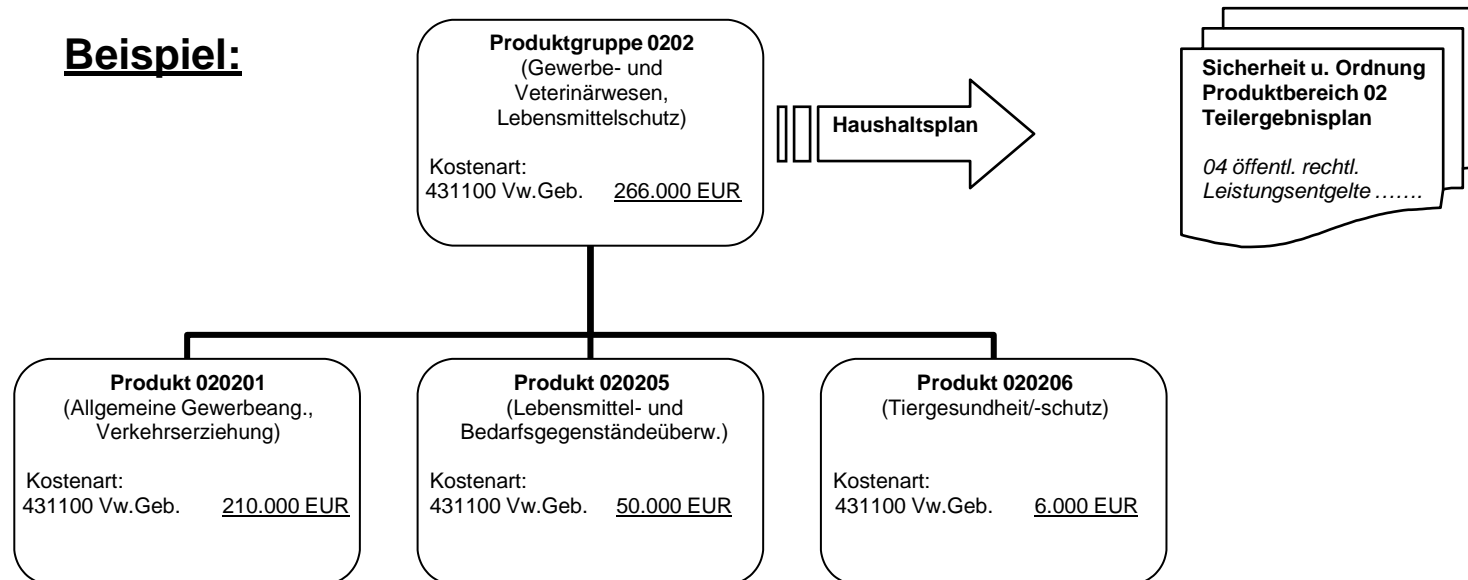 Beispiel:
Produktgruppe 0202
(Gewerbe- und
Veterinärwesen,
Lebensmittelschutz)
Kostenart:
431100 Vw.Geb. 266.000 EUR
Haushaltsplan
Sicherheit u. Ordnung
Produktbereich 02
Teilergebnisplan
04 öffentl. rechtl.
Leistungsentgelte …….
Produkt 020201
(Allgemeine Gewerbeang.,
Verkehrserziehung)
Kostenart:
431100 Vw.Geb. 210.000 EUR
Produkt 020205
(Lebensmittel- und
Bedarfsgegenständeüberw.)
Kostenart:
431100 Vw.Geb. 50.000 EUR
Produkt 020206
(Tiergesundheit/-schutz)
Kostenart:
431100 Vw.Geb. 6.000 EUR